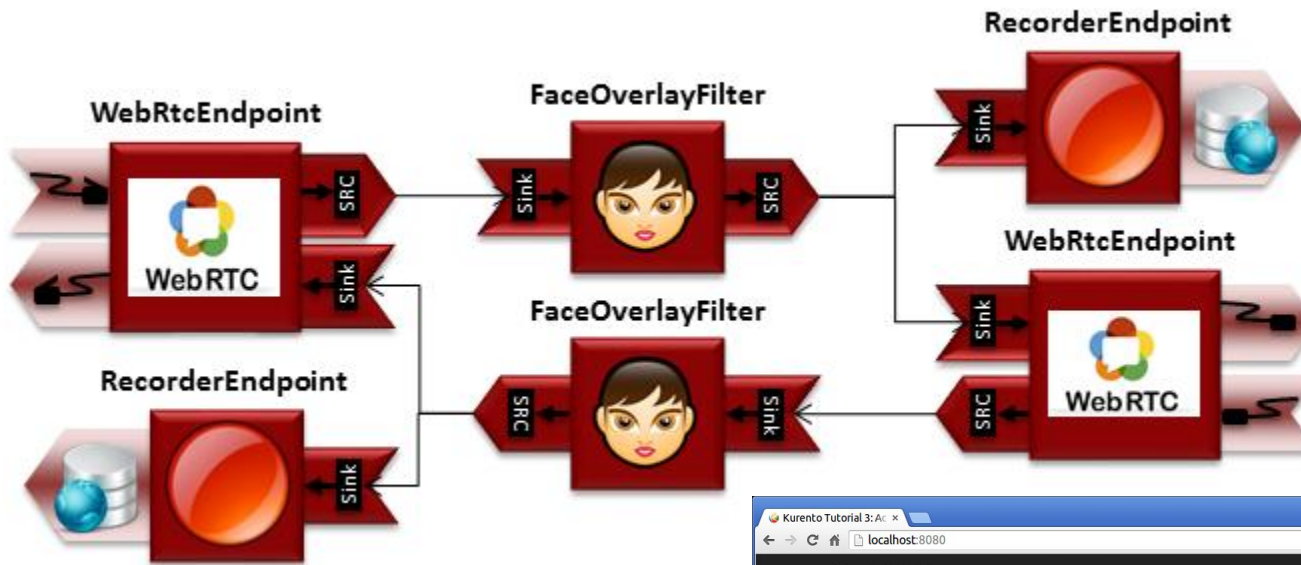 RecorderEndpoint
WebRtcEndpoint
FaceOverlayFilter
Sink
SRC
Sink
SRC
WebRTC
Sink
WebRtcEndpoint
FaceOverlayFilter
Sink
WebRTC
RecorderEndpoint
SRC
Sink
SRC
Sink
Kurento Tutorial 3: Ad
localhost:8080